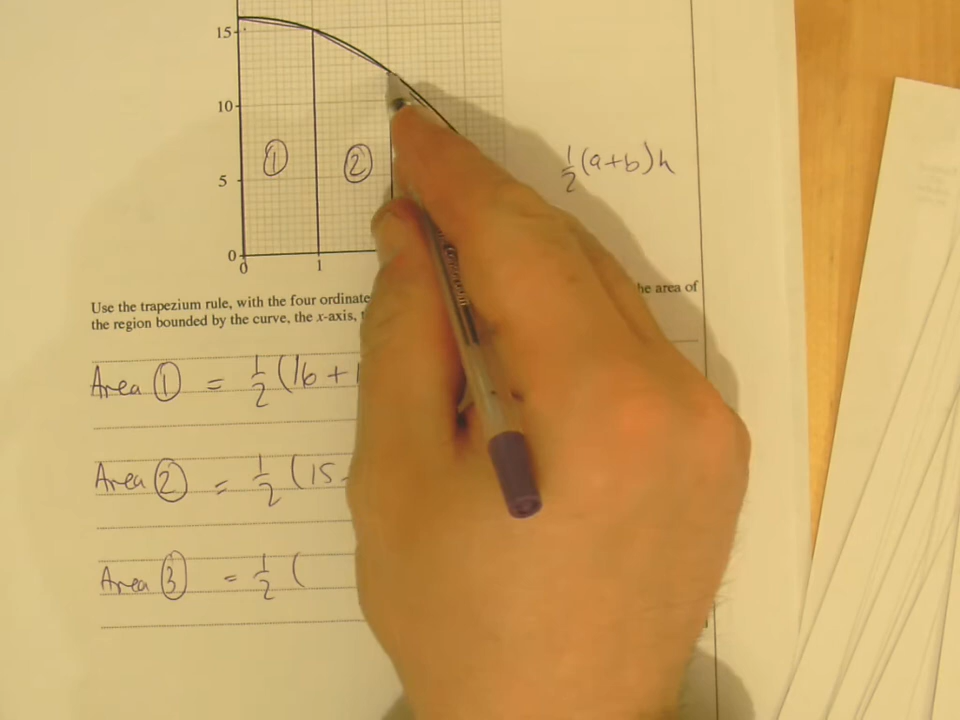 15
10
5
0
0 1
① ②
½(a+b)h
Use the trapezium rule, with the four ordinate he area of
the region bounded by the curve, the x-axis,
Area ① = ½(16 +
Area ② = ½(15
Area ③ = ½(